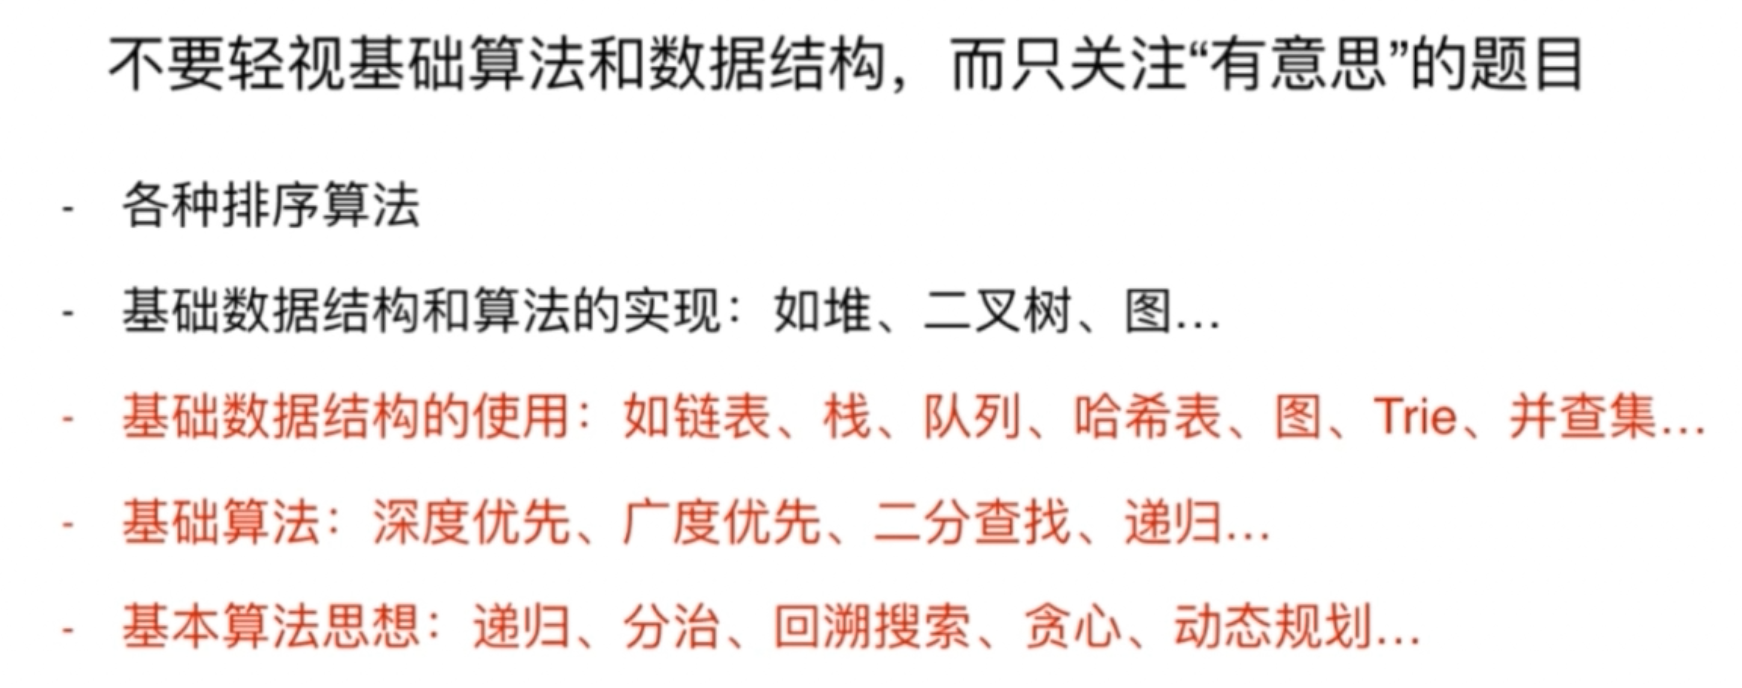 不要轻视基础算法和数据结构，而只关注“有意思”的题目
- 各种排序算法
- 基础数据结构和算法的实现：如堆、二叉树、图...
- 基础数据结构的使用：如链表、栈、队列、哈希表、图、Trie、并查集...
- 基础算法：深度优先、广度优先、二分查找、递归...
- 基本算法思想：递归、分治、回溯搜索、贪心、动态规划...